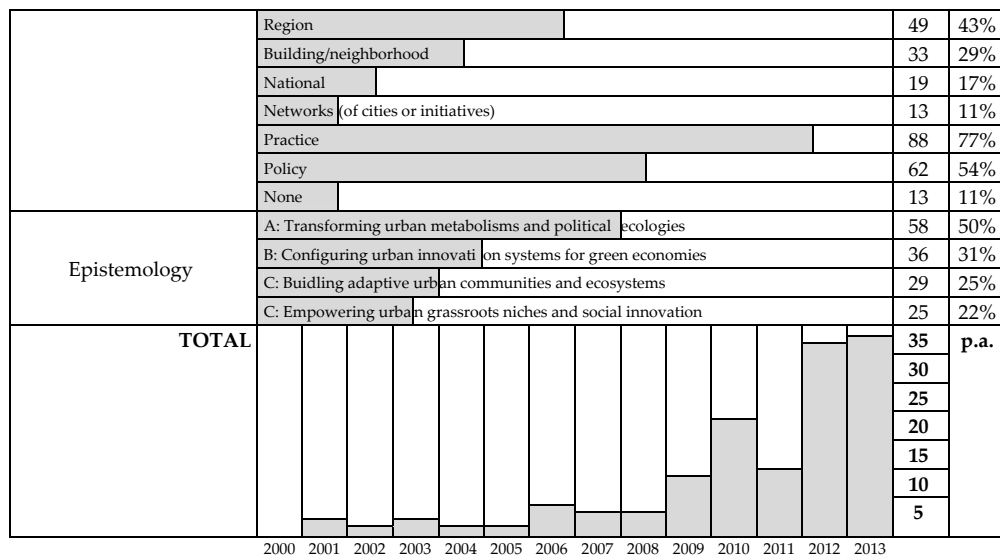 Region 49 43%
Building/neighborhood 33 29%
National 19 17%
Networks (of cities or initiatives) 13 11%
Practice 88 77%
Policy 62 54%
None 13 11%
Epistemology
A: Transforming urban metabolisms and political ecologies 58 50%
B: Configuring urban innovati on systems for green economies 36 31%
C: Buidling adaptive urban communities and ecosystems 29 25%
C: Empowering urban grassroots niches and social innovation 25 22%
TOTAL 35 p.a.
30
25
20
15
10
5
2000 2001 2002 2003 2004 2005 2006 2007 2008 2009 2010 2011 2012 2013